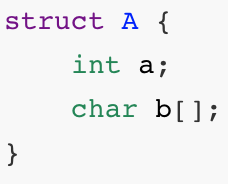 struct A {
    int a;
    char b[];
}